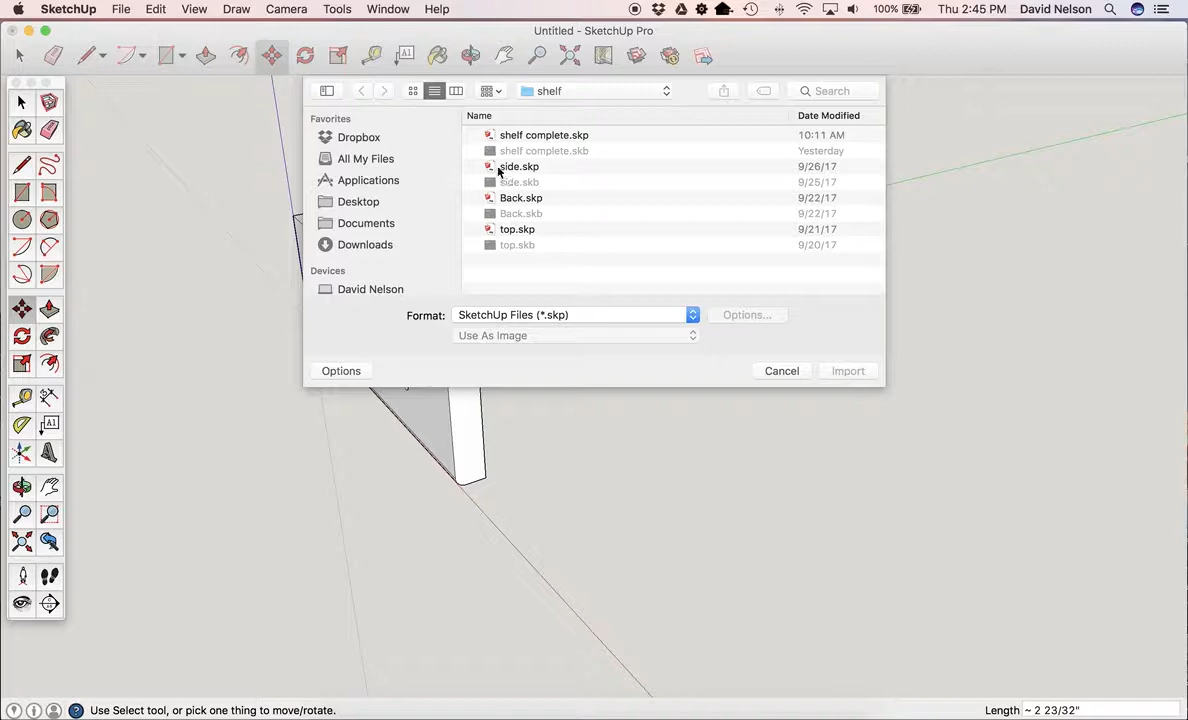 SketchUp File Edit View Draw Camera Tools Window Help 100% Thu 2:45 PM David Nelson
Untitled - SketchUp Pro
A1
shelf
Search
Favorites
Name
Date Modified
Dropbox
All My Files
Applications
Desktop
Documents
Downloads
Devices
David Nelson
shelf complete.skp 10:11 AM
shelf complete.skb Yesterday
side.skp 9/26/17
side.skb 9/25/17
Back.skp 9/22/17
Back.skb 9/22/17
top.skp 9/21/17
top.skb 9/20/17
Format: SketchUp Files (*.skp) Options...
Use As Image
Options Cancel Import
A1
Use Select tool, or pick one thing to move/rotate.
Length ~ 2 23/32"